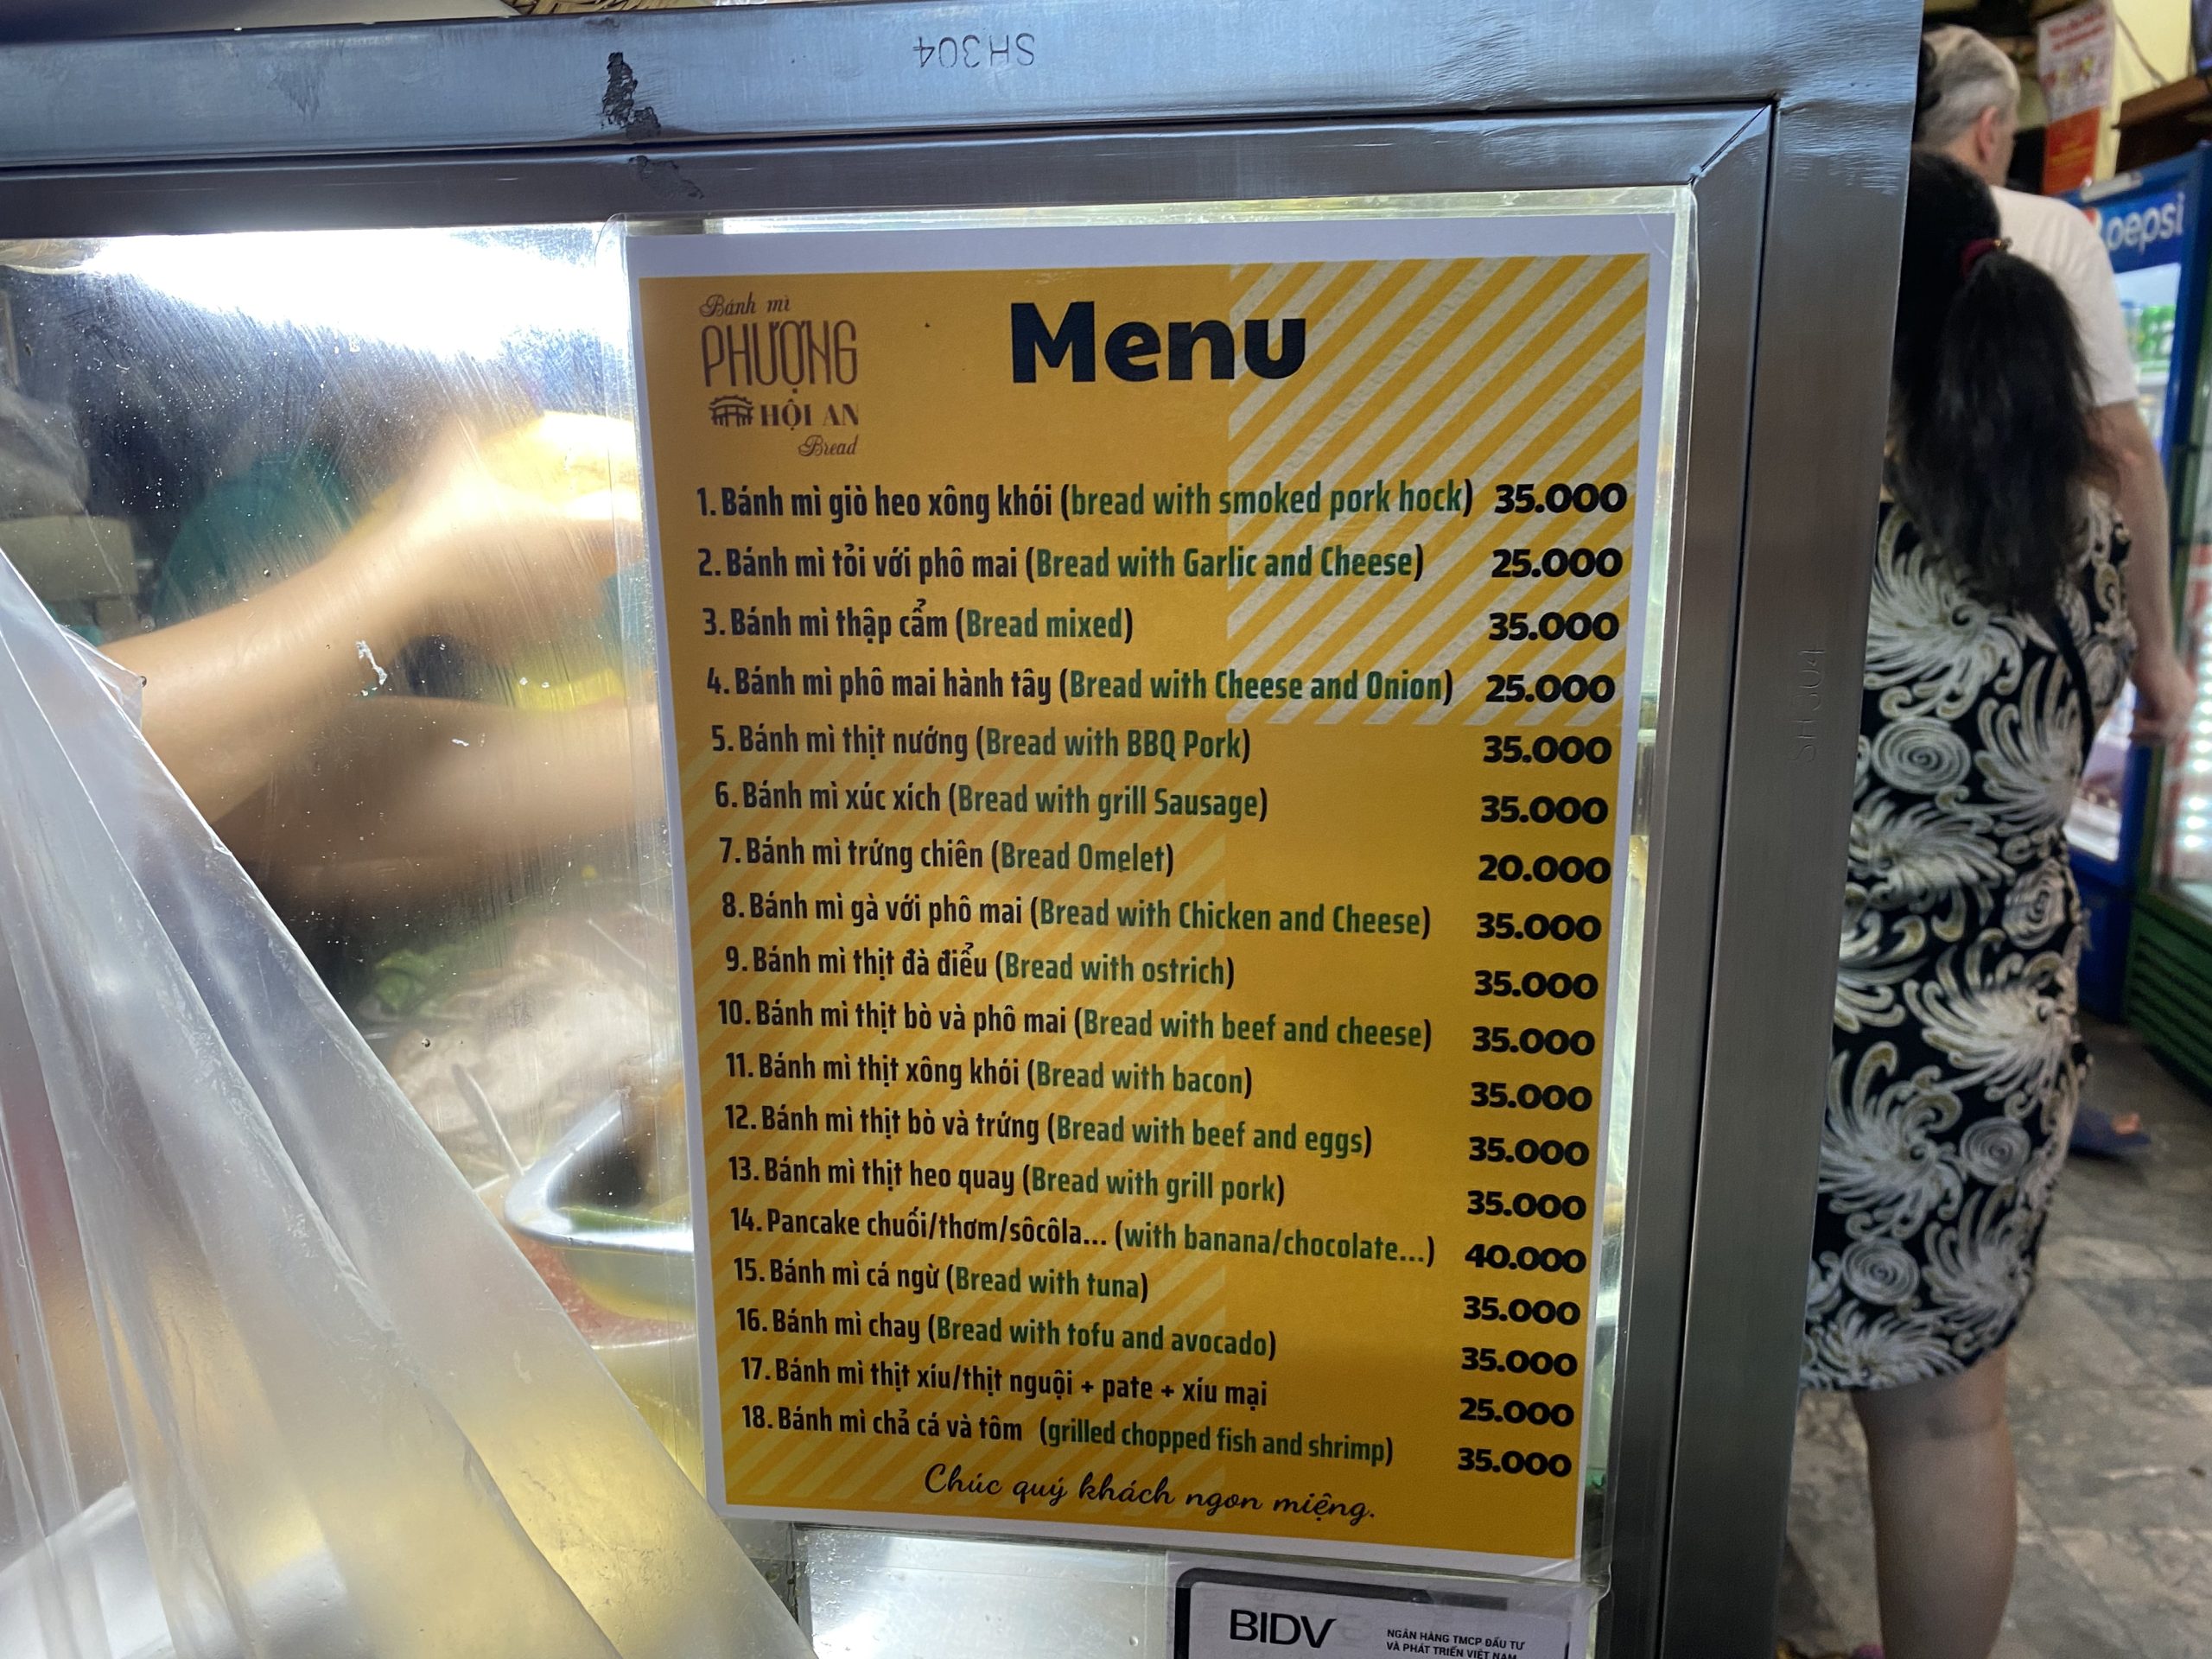 SH304
Bánh mì
PHƯỢNG
HỘI AN
Bread
Menu
1. Bánh mì giò heo xông khói (bread with smoked pork hock) 35.000
2. Bánh mì tỏi với phô mai (Bread with Garlic and Cheese) 25.000
3. Bánh mì thập cẩm (Bread mixed) 35.000
4. Bánh mì phô mai hành tây (Bread with Cheese and Onion) 25.000
5. Bánh mì thịt nướng (Bread with BBQ Pork) 35.000
6. Bánh mì xúc xích (Bread with grill Sausage) 35.000
7. Bánh mì trứng chiên (Bread Omelet) 20.000
8. Bánh mì gà với phô mai (Bread with Chicken and Cheese) 35.000
9. Bánh mì thịt đà điểu (Bread with ostrich) 35.000
10. Bánh mì thịt bò và phô mai (Bread with beef and cheese) 35.000
11. Bánh mì thịt xông khói (Bread with bacon) 35.000
12. Bánh mì thịt bò và trứng (Bread with beef and eggs) 35.000
13. Bánh mì thịt heo quay (Bread with grill pork) 35.000
14. Pancake chuối/thơm/sôcôla... (with banana/chocolate...) 40.000
15. Bánh mì cá ngừ (Bread with tuna) 35.000
16. Bánh mì chay (Bread with tofu and avocado) 35.000
17. Bánh mì thịt xíu/thịt nguội + pate + xíu mại 25.000
18. Bánh mì chả cá và tôm (grilled chopped fish and shrimp) 35.000
Chúc quý khách ngon miệng.
BIDV
NGÂN HÀNG TMCP ĐẦU TƯ
VÀ PHÁT TRIỂN VIỆT NAM
pepsi
SH304